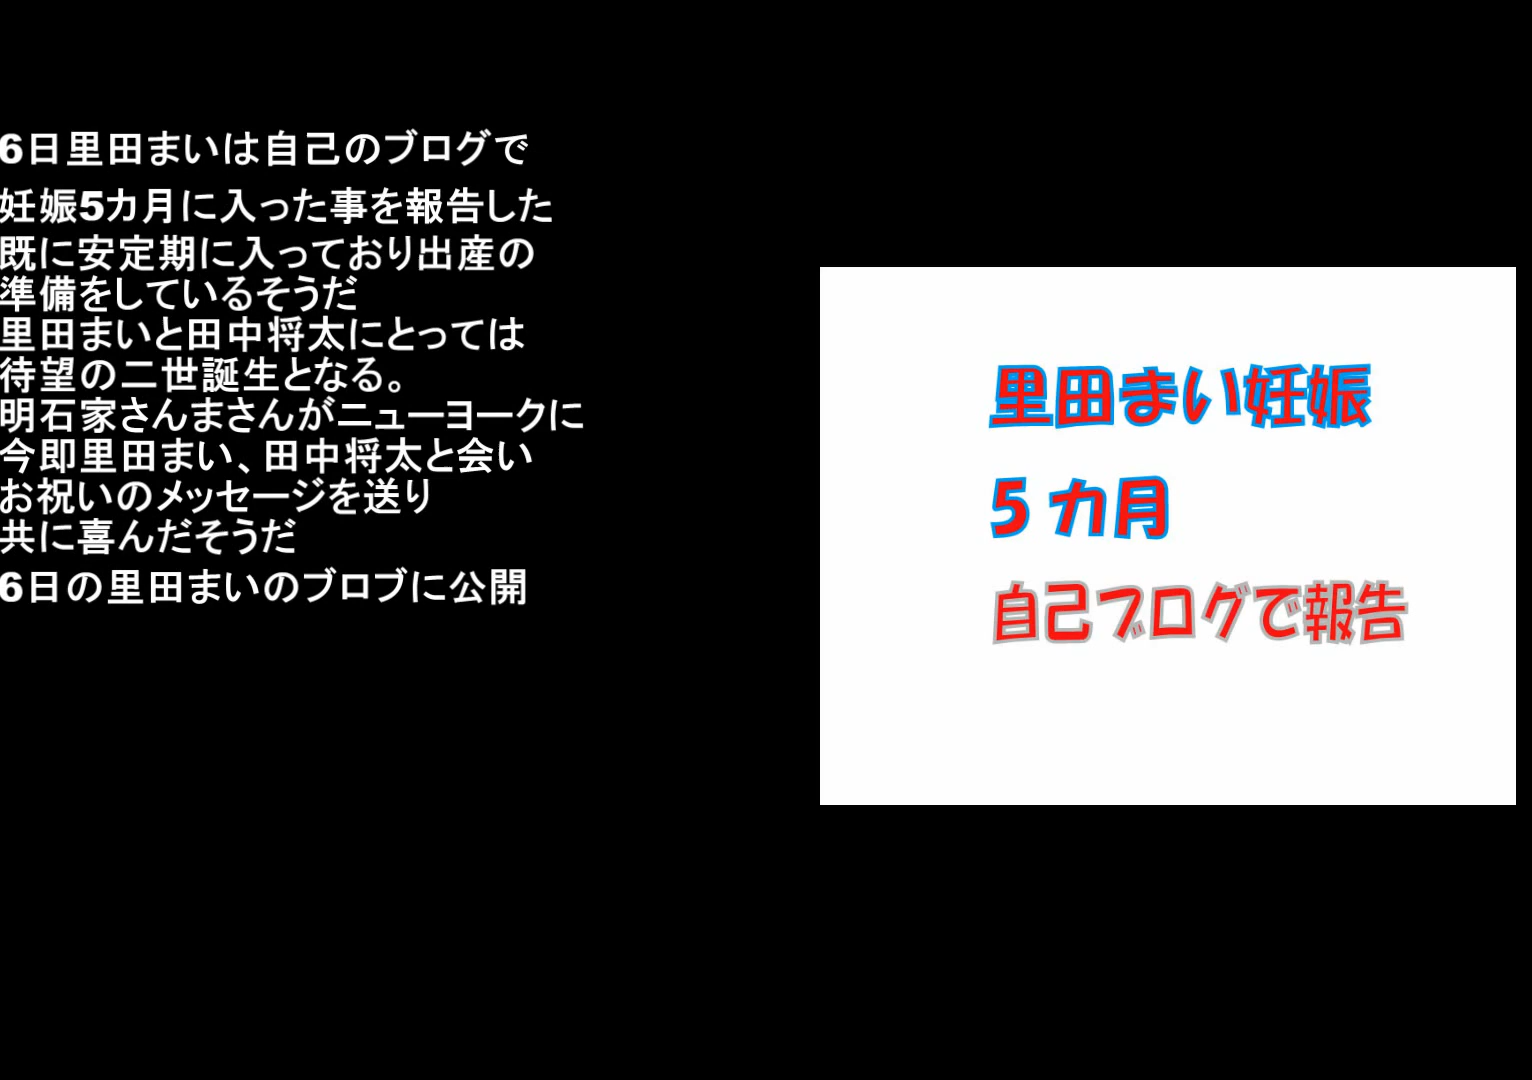 6日里田まいは自己のブログで
妊娠5カ月に入った事を報告した
既に安定期に入っており出産の
準備をしているそうだ
里田まいと田中将太にとっては
待望の二世誕生となる。
明石家さんまさんがニューヨークに
今即里田まい、田中将太と会い
お祝いのメッセージを送り
共に喜んだそうだ
6日の里田まいのブロブに公開
里田まい妊娠
5カ月
自己ブログで報告